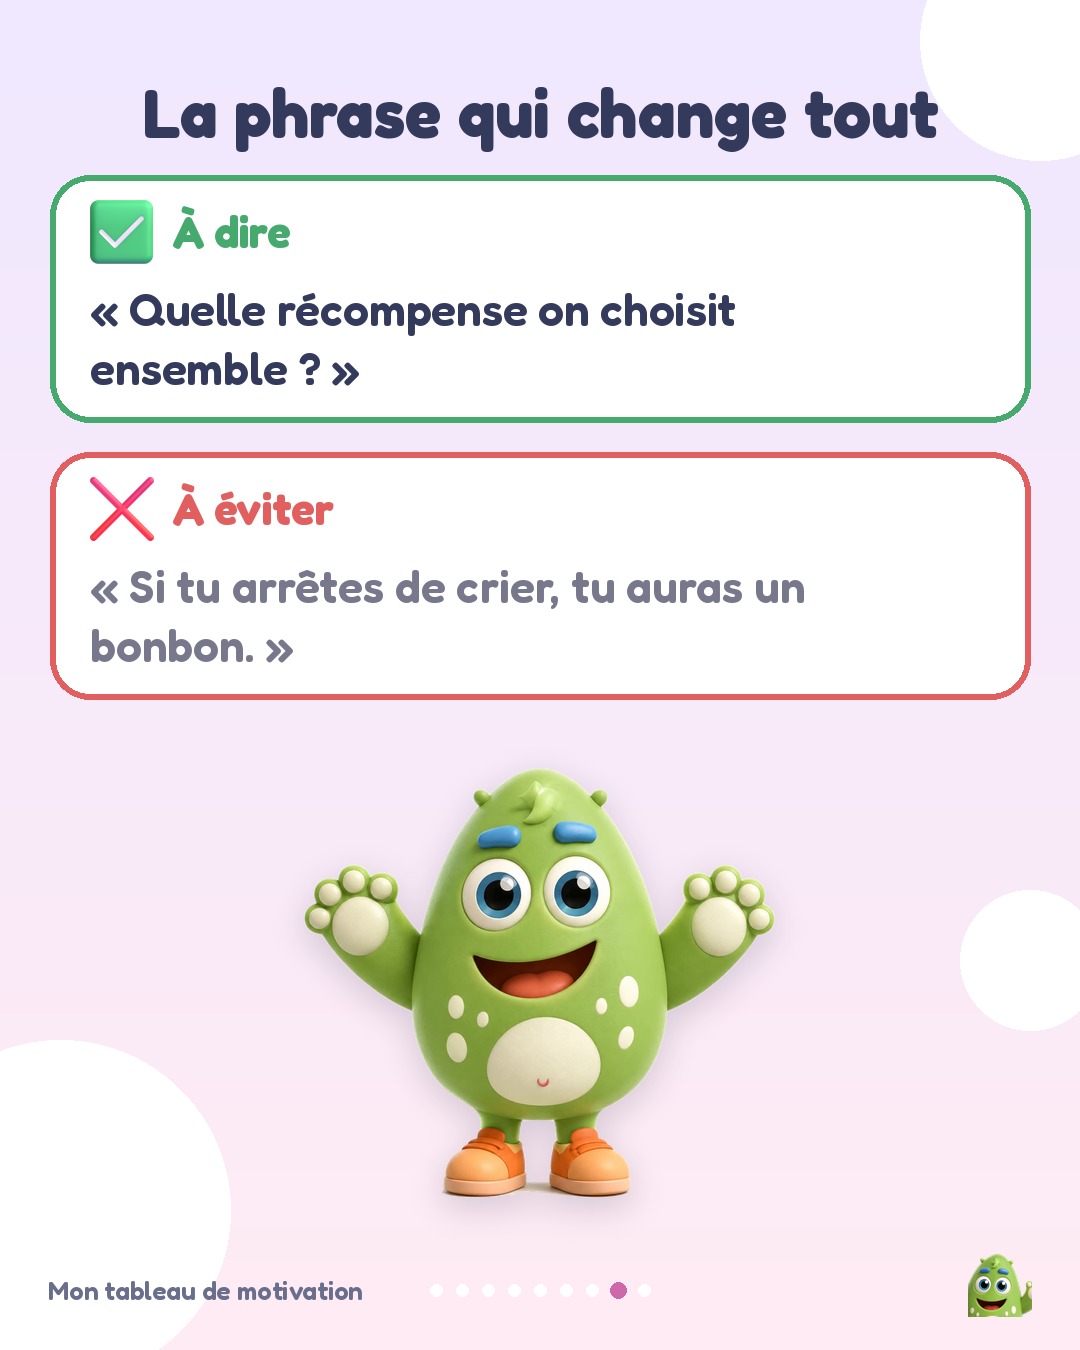 La phrase qui change tout
À dire
« Quelle récompense on choisit
ensemble ? »
À éviter
« Si tu arrêtes de crier, tu auras un
bonbon. »
Mon tableau de motivation